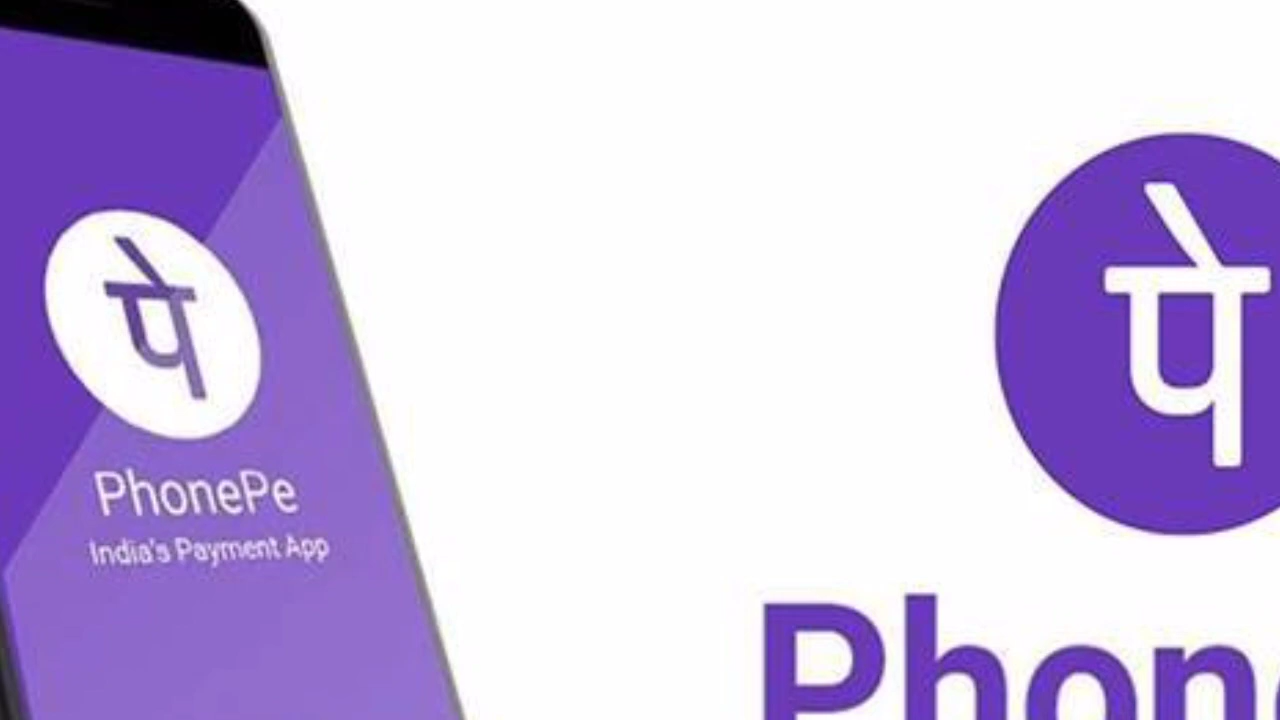 पे
PhonePe
India's Payment App
पे
Phon